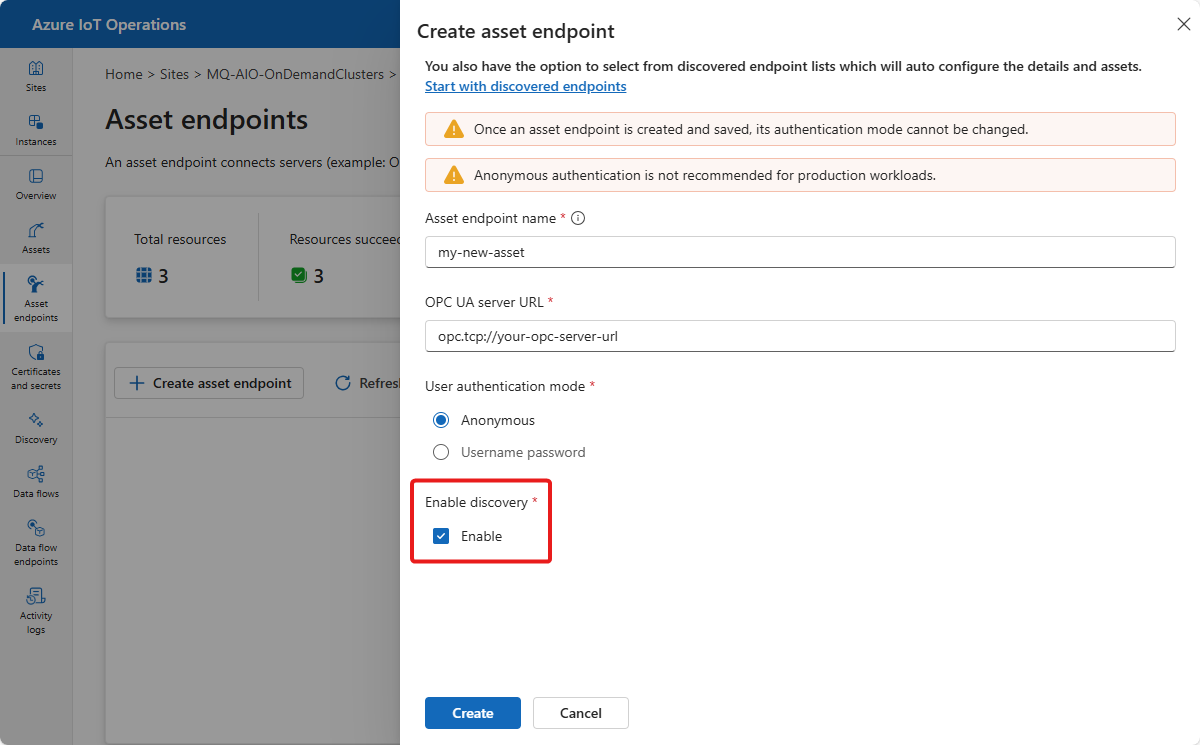 Azure IoT Operations
Sites
Instances
Overview
Assets
Asset
endpoints
Certificates
and secrets
Discovery
Data flows
Data flow
endpoints
Activity
logs
Home > Sites > MQ-AIO-OnDemandClusters >
Asset endpoints
An asset endpoint connects servers (example: O
Total resources
3
Resources succeed
3
Create asset endpoint
Refres
Create asset endpoint
You also have the option to select from discovered endpoint lists which will auto configure the details and assets.
Start with discovered endpoints
Once an asset endpoint is created and saved, its authentication mode cannot be changed.
Anonymous authentication is not recommended for production workloads.
Asset endpoint name *
my-new-asset
OPC UA server URL *
opc.tcp://your-opc-server-url
User authentication mode *
Anonymous
Username password
Enable discovery *
Enable
Create
Cancel